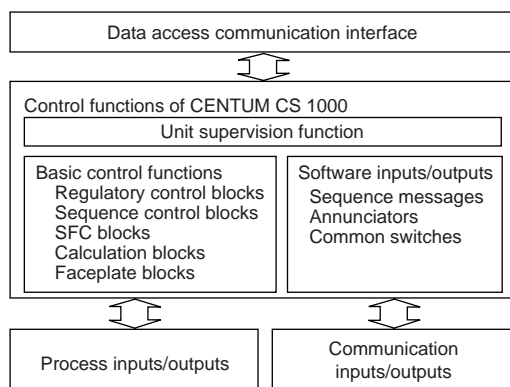 Data access communication interface
Control functions of CENTUM CS 1000
Unit supervision function
Basic control functions
Regulatory control blocks
Sequence control blocks
SFC blocks
Calculation blocks
Faceplate blocks
Software inputs/outputs
Sequence messages
Annunciators
Common switches
Process inputs/outputs
Communication
inputs/outputs